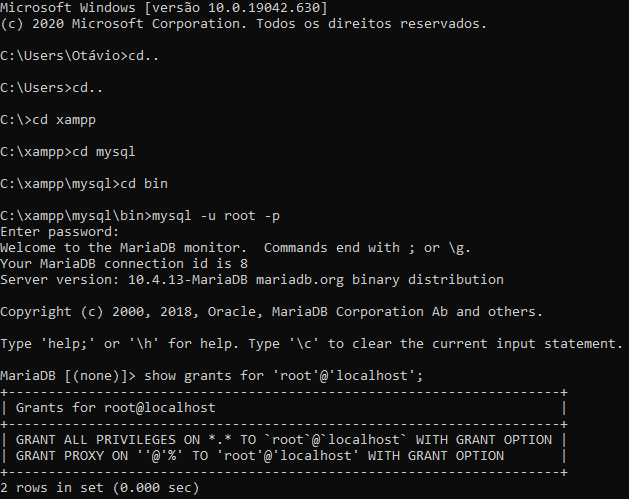 Microsoft Windows [versão 10.0.19042.630]
(c) 2020 Microsoft Corporation. Todos os direitos reservados.
C:\Users\Otávio>cd..
C:\Users>cd..
C:\>cd xampp
C:\xampp>cd mysql
C:\xampp\mysql>cd bin
C:\xampp\mysql\bin>mysql -u root -p
Enter password:
Welcome to the MariaDB monitor.  Commands end with ; or \g.
Your MariaDB connection id is 8
Server version: 10.4.13-MariaDB mariadb.org binary distribution
Copyright (c) 2000, 2018, Oracle, MariaDB Corporation Ab and others.
Type 'help;' or '\h' for help. Type '\c' to clear the current input statement.
MariaDB [(none)]> show grants for 'root'@'localhost';
+---------------------------------------------------------------------+
| Grants for root@localhost                                           |
+---------------------------------------------------------------------+
| GRANT ALL PRIVILEGES ON *.* TO `root`@`localhost` WITH GRANT OPTION |
| GRANT PROXY ON ''@'%' TO 'root'@'localhost' WITH GRANT OPTION       |
+---------------------------------------------------------------------+
2 rows in set (0.000 sec)